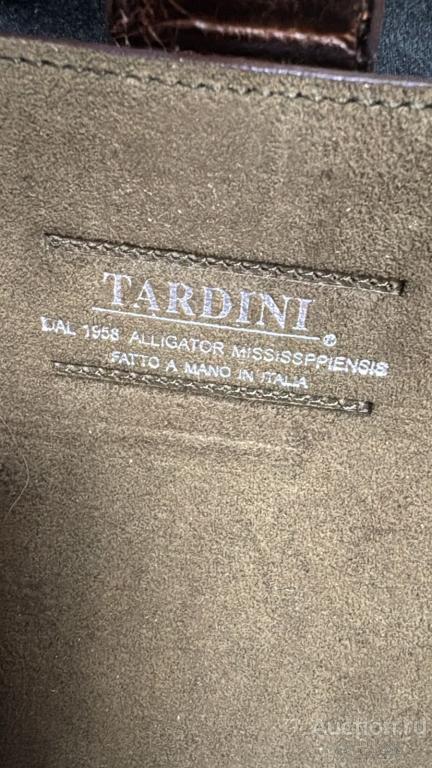 TARDINI
®
DAL 1958 ALLIGATOR MISSISSPPIENSIS
FATTO A MANO IN ITALIA
Auction.ru